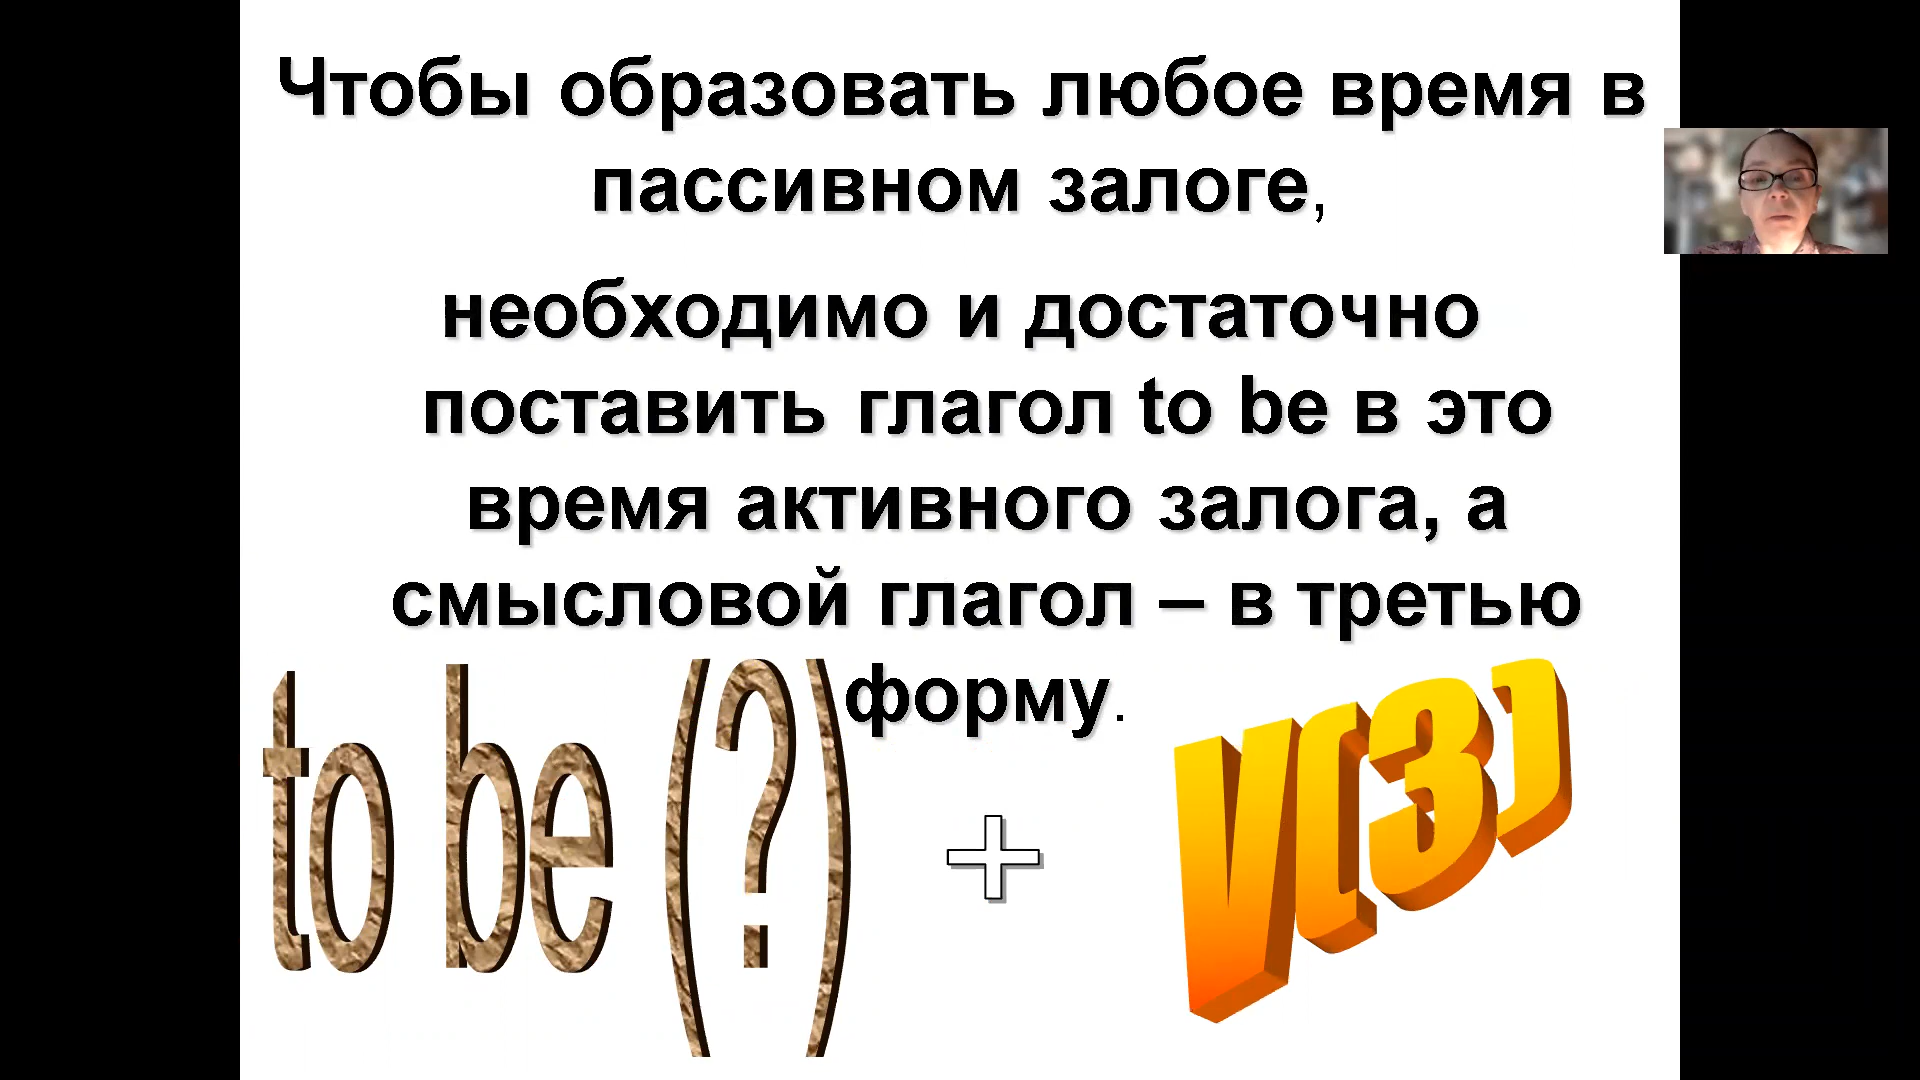 Чтобы образовать любое время в
пассивном залоге,
необходимо и достаточно
поставить глагол to be в это
время активного залога, а
смысловой глагол – в третью
форму.
to be (?) + V(3)